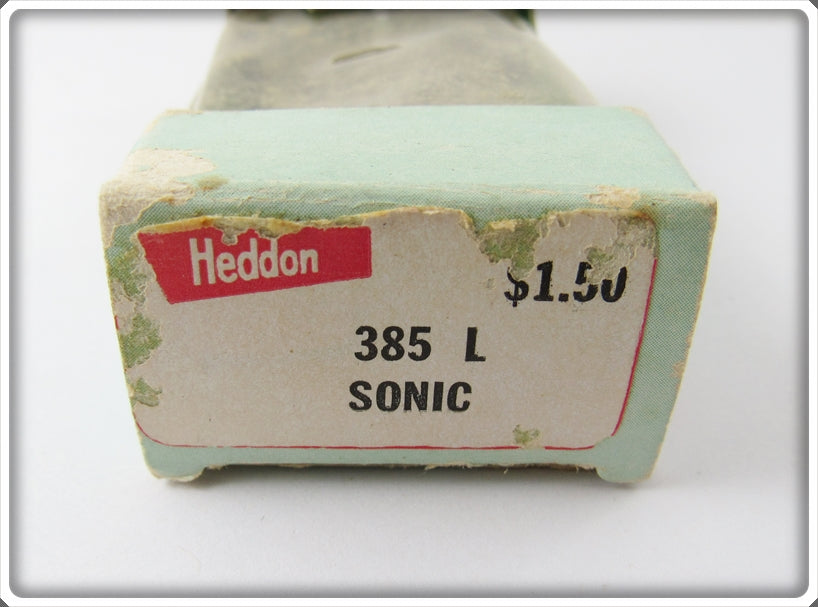 Heddon
$1.50
385 L
SONIC